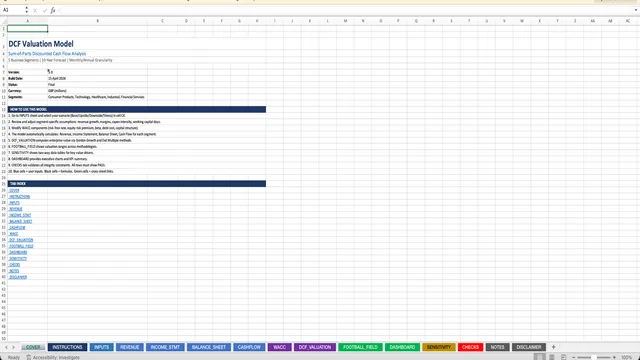 A1
fx
A B C D E F G H I J K L M N O P Q R S T U V W X Y Z AA AB AC
DCF Valuation Model
Sum-of-Parts Discounted Cash Flow Analysis
5 Business Segments | 10-Year Forecast | Monthly/Annual Granularity
Version:
Build Date: 15 April 2026
Status: Final
Currency: GBP (millions)
Segments: Consumer Products, Technology, Healthcare, Industrial, Financial Services
HOW TO USE THIS MODEL
1. Go to INPUTS sheet and select your scenario (Base/Upside/Downside/Stress) in cell
2. Review and adjust segment-specific assumptions: revenue growth, margins, capex intensity, working capital days.
3. Modify WACC components (risk-free rate, equity risk premium, beta, debt cost, capital structure).
4. The model automatically calculates: Revenue, Income Statement, Balance Sheet, Cash Flow for each segment.
5. DCF_VALUATION computes enterprise value via Gordon Growth and Exit Multiple methods.
6. FOOTBALL_FIELD shows valuation ranges across methodologies.
7. SENSITIVITY shows two-way data tables for key value drivers.
8. DASHBOARD provides executive charts and KPI summary.
9. CHECKS tab validates all integrity constraints. All rows must show PASS.
10. Blue cells = user inputs. Black cells = formulas. Green cells = cross-sheet links.
TAB INDEX
COVER
INSTRUCTIONS
INPUTS
REVENUE
INCOME_STMT
BALANCE_SHEET
CASHFLOW
WACC
DCF_VALUATION
FOOTBALL_FIELD
DASHBOARD
SENSITIVITY
CHECKS
NOTES
DISCLAIMER
COVER INSTRUCTIONS INPUTS REVENUE INCOME_STMT BALANCE_SHEET CASHFLOW WACC DCF_VALUATION FOOTBALL_FIELD DASHBOARD SENSITIVITY CHECKS NOTES DISCLAIMER
Ready Accessibility: Investigate 100%